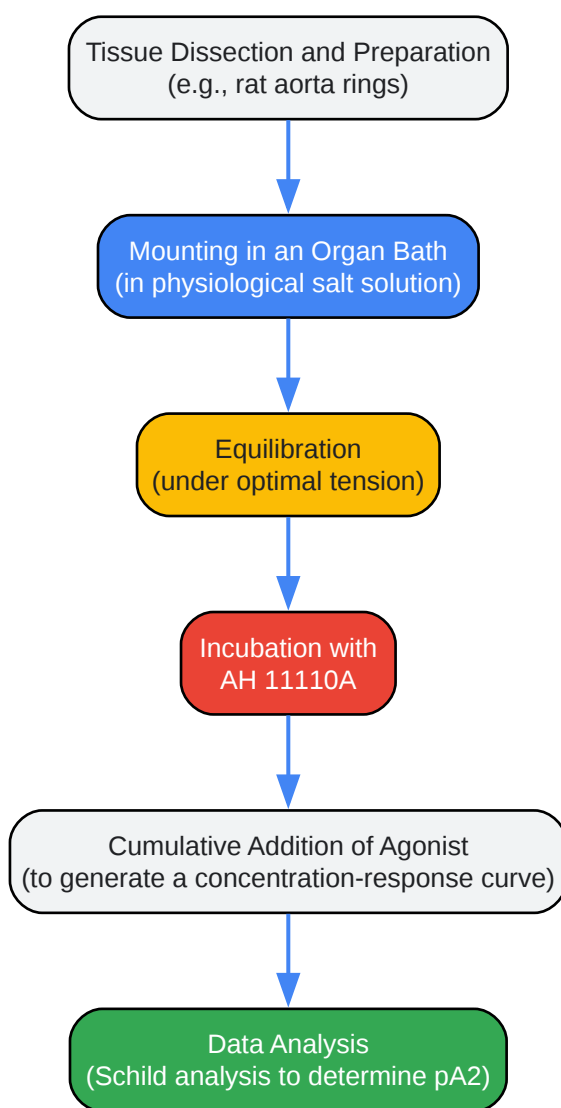 Tissue Dissection and Preparation
(e.g., rat aorta rings)
Mounting in an Organ Bath
(in physiological salt solution)
Equilibration
(under optimal tension)
Incubation with
AH 11110A
Cumulative Addition of Agonist
(to generate a concentration-response curve)
Data Analysis
(Schild analysis to determine pA2)